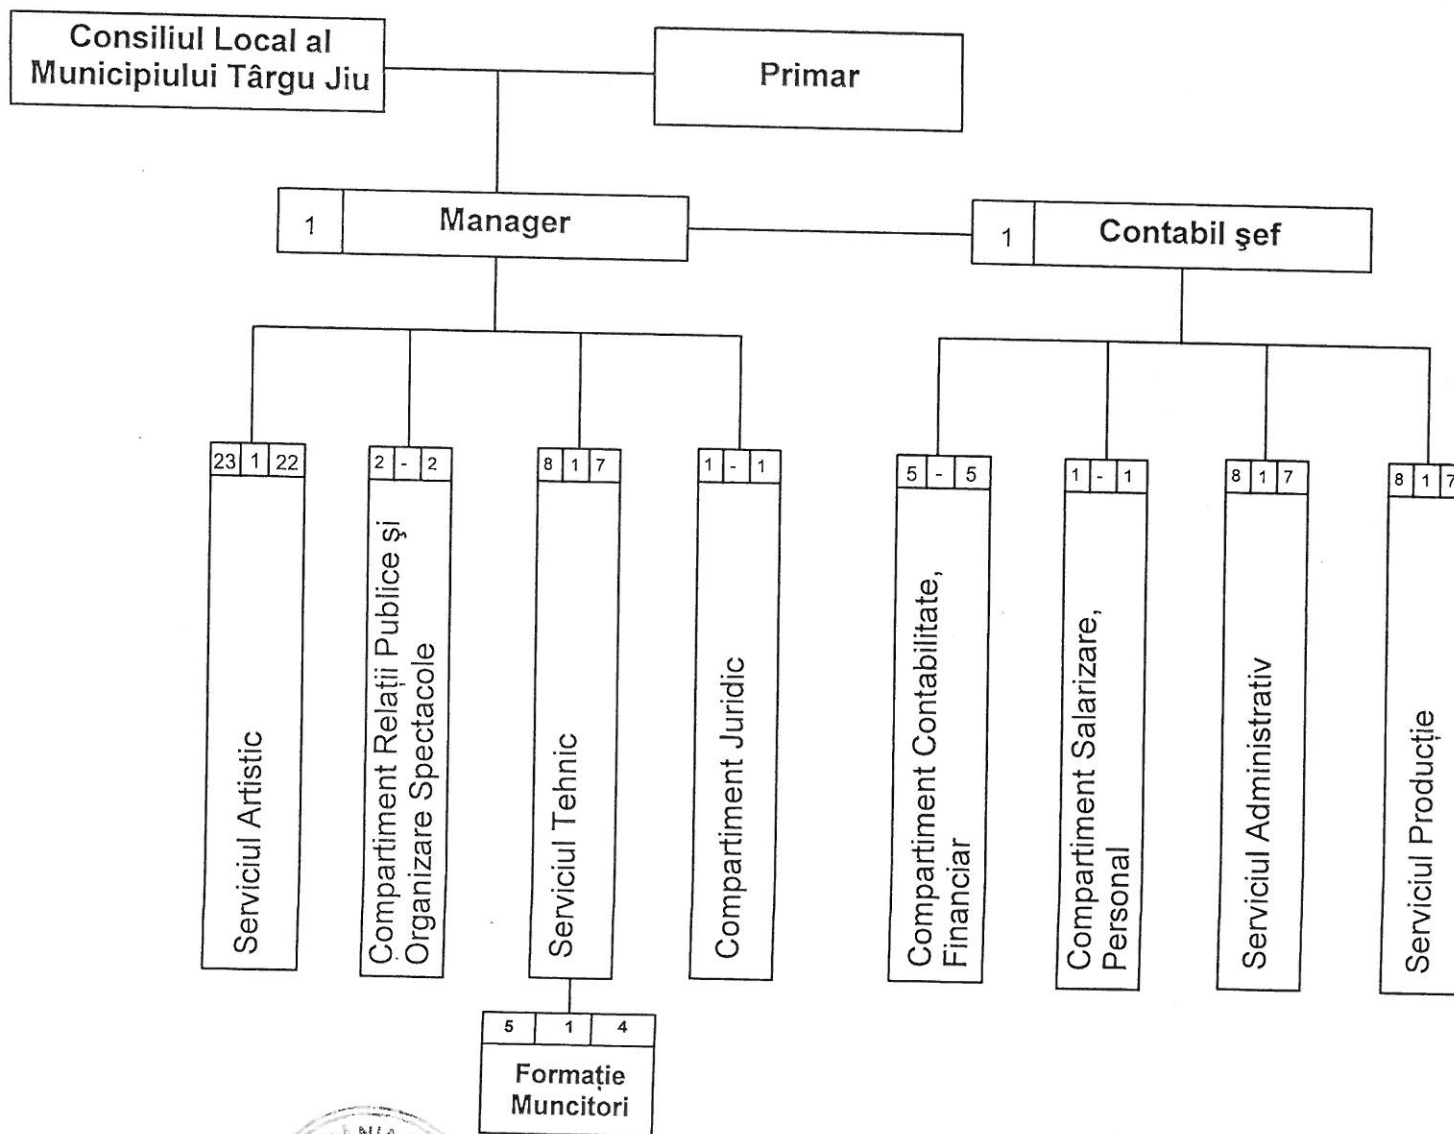 Consiliul Local al
Municipiului Târgu Jiu
Primar
1 Manager
1 Contabil şef
23 1 22
Serviciul Artistic
2 - 2
Compartiment Relații Publice şi
Organizare Spectacole
8 1 7
Serviciul Tehnic
1 - 1
Compartiment Juridic
5 - 5
Compartiment Contabilitate,
Financiar
1 - 1
Compartiment Salarizare,
Personal
8 1 7
Serviciul Administrativ
8 1 7
Serviciul Producție
5 1 4
Formație
Muncitori